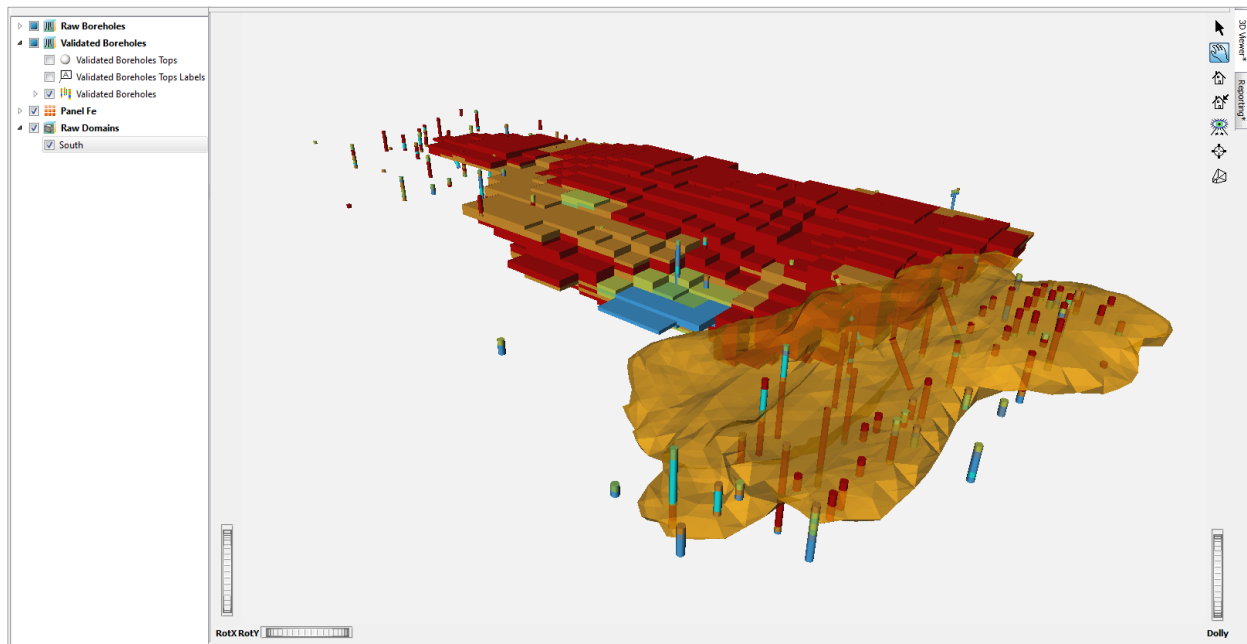 Raw Boreholes
Validated Boreholes
Validated Boreholes Tops
A
Validated Boreholes Tops Labels
Validated Boreholes
Panel Fe
Raw Domains
South
3D Viewer*
Reporting*
RotX RotY
Dolly